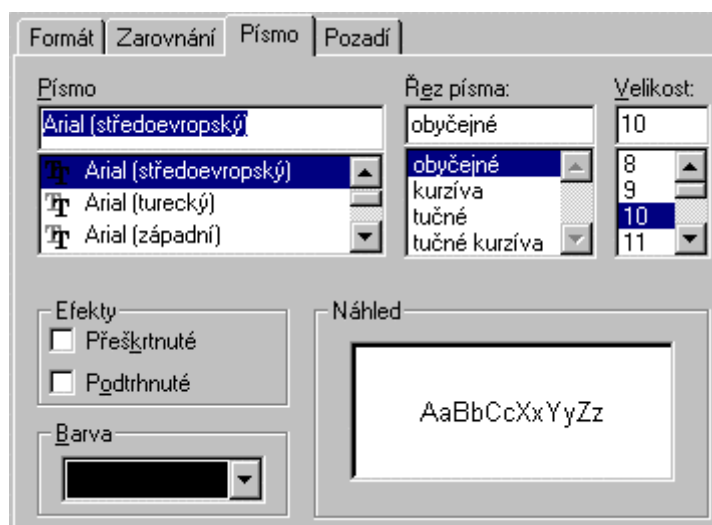 Formát Zarovnání Písmo Pozadí
Písmo
Arial (středoevropský)
Arial (středoevropský)
Arial (turecký)
Arial (západní)
Řez písma:
obyčejné
obyčejné
kurzíva
tučné
tučné kurzíva
Velikost:
10
8
9
10
11
Efekty
Přeškrtnuté
Podtrhnuté
Barva
Náhled
AaBbCcXxYyZz